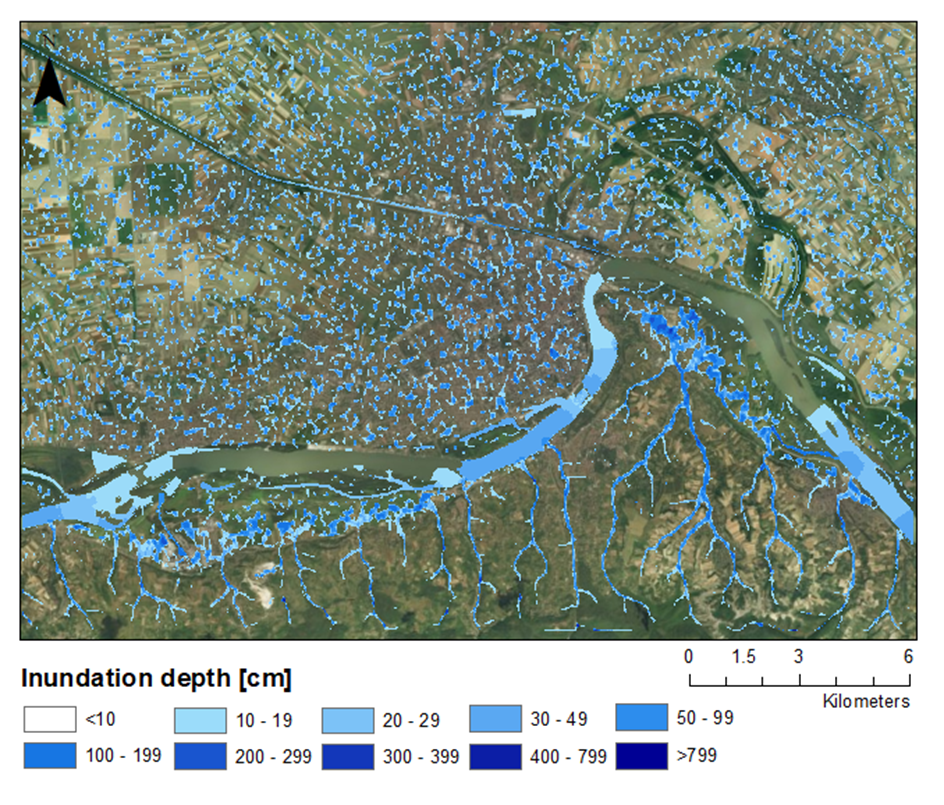 N
0 1.5 3 6
Kilometers
Inundation depth [cm]
<10 10 - 19 20 - 29 30 - 49 50 - 99
100 - 199 200 - 299 300 - 399 400 - 799 >799